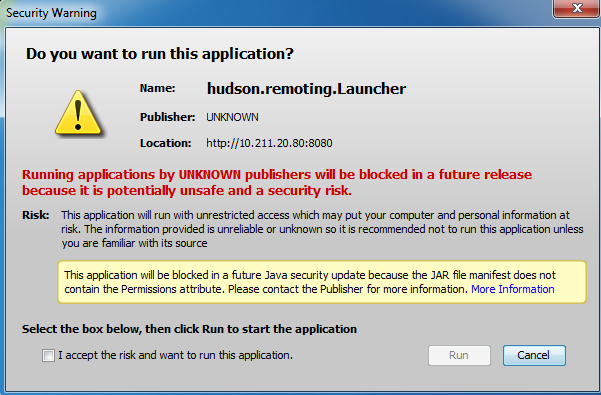 Security Warning
Do you want to run this application?
Name: hudson.remoting.Launcher
Publisher: UNKNOWN
Location: http://10.211.20.80:8080
Running applications by UNKNOWN publishers will be blocked in a future release
because it is potentially unsafe and a security risk.
Risk: This application will run with unrestricted access which may put your computer and personal information at
risk. The information provided is unreliable or unknown so it is recommended not to run this application unless
you are familiar with its source
This application will be blocked in a future Java security update because the JAR file manifest does not
contain the Permissions attribute. Please contact the Publisher for more information. More Information
Select the box below, then click Run to start the application
I accept the risk and want to run this application.
Run Cancel